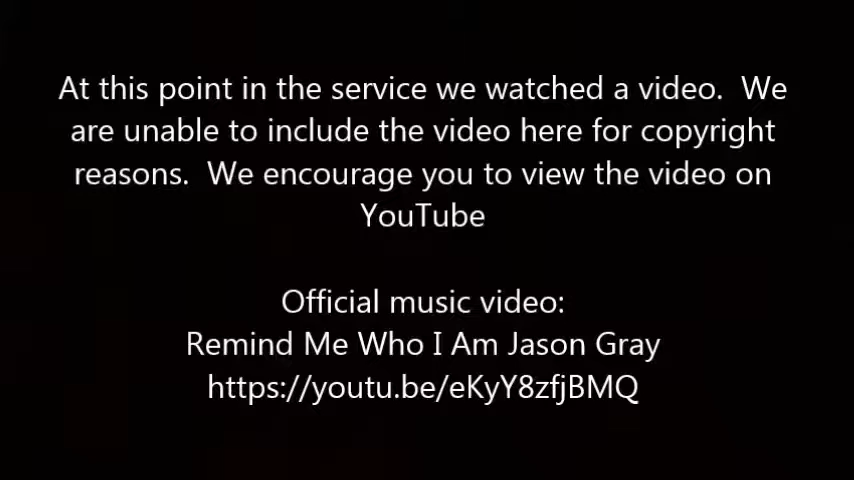 At this point in the service we watched a video.  We
are unable to include the video here for copyright
reasons.  We encourage you to view the video on
YouTube
Official music video:
Remind Me Who I Am Jason Gray
https://youtu.be/eKyY8zfjBMQ